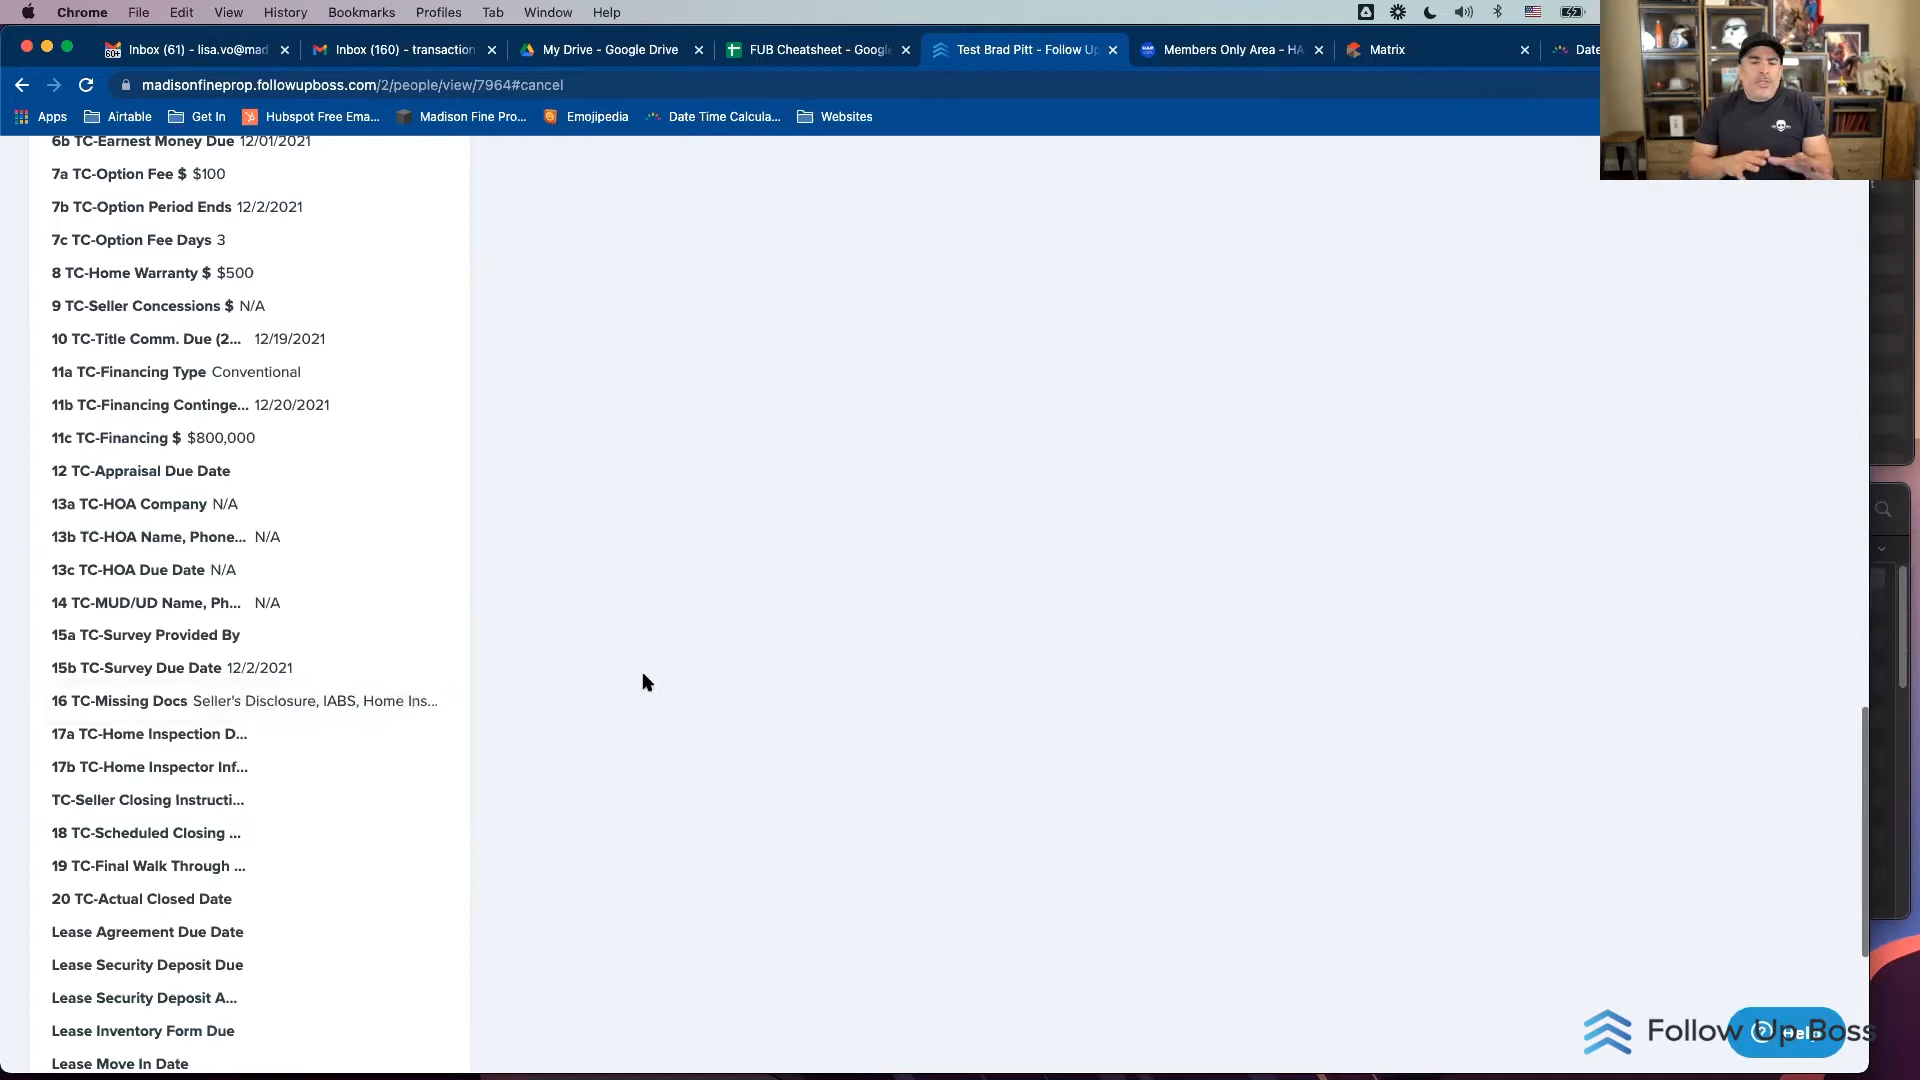 Chrome File Edit View History Bookmarks Profiles Tab Window Help
Inbox (61) - lisa.vo@mad
Inbox (160) - transaction
My Drive - Google Drive
FUB Cheatsheet - Google
Test Brad Pitt - Follow Up
Members Only Area - HA
Matrix
Date
madisonfineprop.followupboss.com/2/people/view/7964#cancel
Apps Airtable Get In Hubspot Free Ema... Madison Fine Pro... Emojipedia Date Time Calcula... Websites
6b TC-Earnest Money Due 12/01/2021
7a TC-Option Fee $ $100
7b TC-Option Period Ends 12/2/2021
7c TC-Option Fee Days 3
8 TC-Home Warranty $ $500
9 TC-Seller Concessions $ N/A
10 TC-Title Comm. Due (2... 12/19/2021
11a TC-Financing Type Conventional
11b TC-Financing Continge... 12/20/2021
11c TC-Financing $ $800,000
12 TC-Appraisal Due Date
13a TC-HOA Company N/A
13b TC-HOA Name, Phone... N/A
13c TC-HOA Due Date N/A
14 TC-MUD/UD Name, Ph... N/A
15a TC-Survey Provided By
15b TC-Survey Due Date 12/2/2021
16 TC-Missing Docs Seller's Disclosure, IABS, Home Ins...
17a TC-Home Inspection D...
17b TC-Home Inspector Inf...
TC-Seller Closing Instructi...
18 TC-Scheduled Closing ...
19 TC-Final Walk Through ...
20 TC-Actual Closed Date
Lease Agreement Due Date
Lease Security Deposit Due
Lease Security Deposit A...
Lease Inventory Form Due
Lease Move In Date
Follow Up Boss
Help